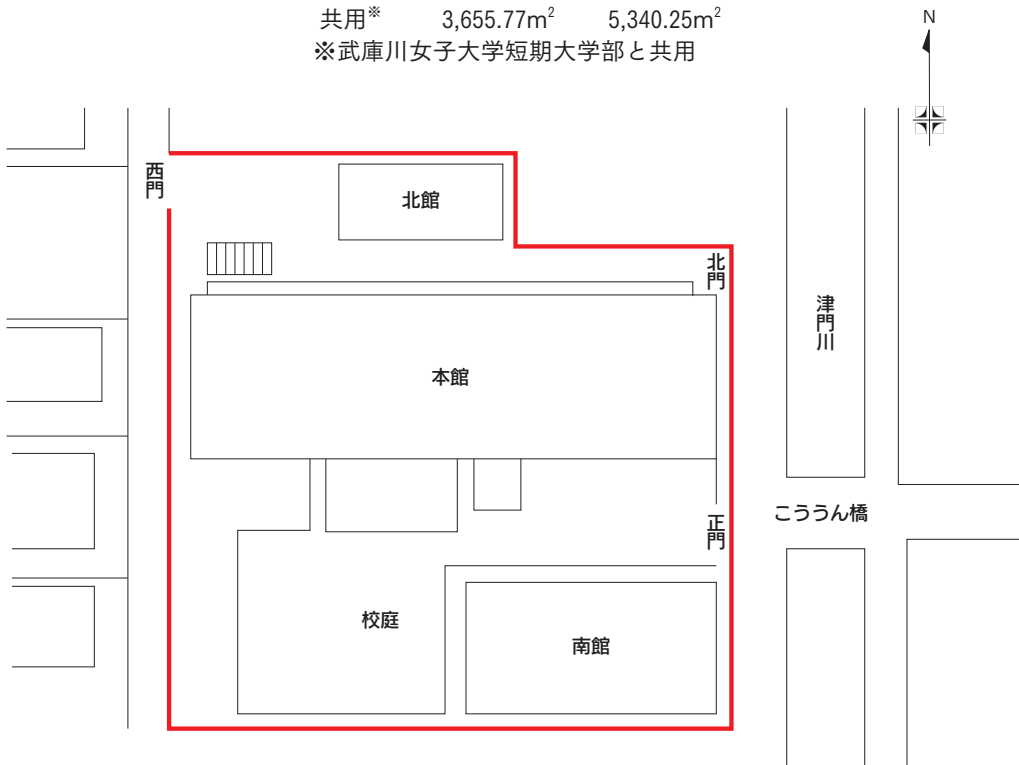 共用※ 3,655.77m² 5,340.25m²
※武庫川女子大学短期大学部と共用
N
西門
北館
北門
津門川
本館
こううん橋
正門
校庭
南館